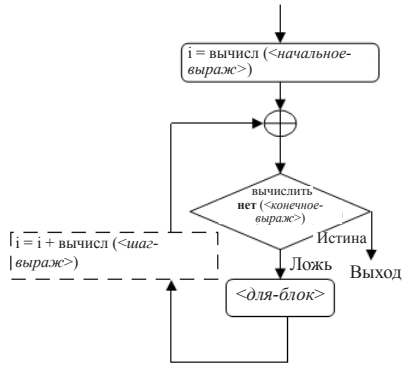 i = вычисл (<начальное-
выраж>)
вычислить
нет (<конечное-
выраж>)
Истина
i = i + вычисл (<шаг-
выраж>)
Ложь
Выход
<для-блок>